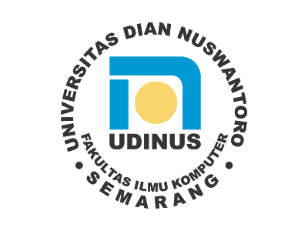 UNIVERSITAS DIAN NUSWANTORO
UDINUS
FAKULTAS ILMU KOMPUTER
• SEMARANG •